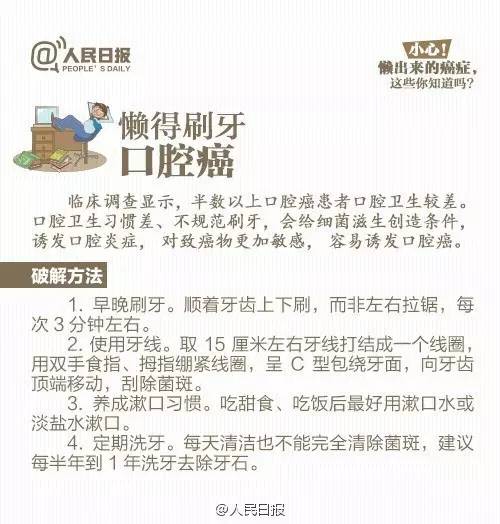 @人民日报
PEOPLE'S DAILY
小心！
懒出来的癌症，
这些你知道吗？
懒得刷牙
口腔癌
临床调查显示，半数以上口腔癌患者口腔卫生较差。
口腔卫生习惯差、不规范刷牙，会给细菌滋生创造条件，
诱发口腔炎症， 对致癌物更加敏感， 容易诱发口腔癌。
破解方法
1. 早晚刷牙。顺着牙齿上下刷，而非左右拉锯，每
次 3 分钟左右。
2. 使用牙线。取 15 厘米左右牙线打结成一个线圈，
用双手食指、拇指绷紧线圈，呈 C 型包绕牙面，向牙齿
顶端移动，刮除菌斑。
3. 养成漱口习惯。吃甜食、吃饭后最好用漱口水或
淡盐水漱口。
4. 定期洗牙。每天清洁也不能完全清除菌斑，建议
每半年到 1 年洗牙去除牙石。
@人民日报